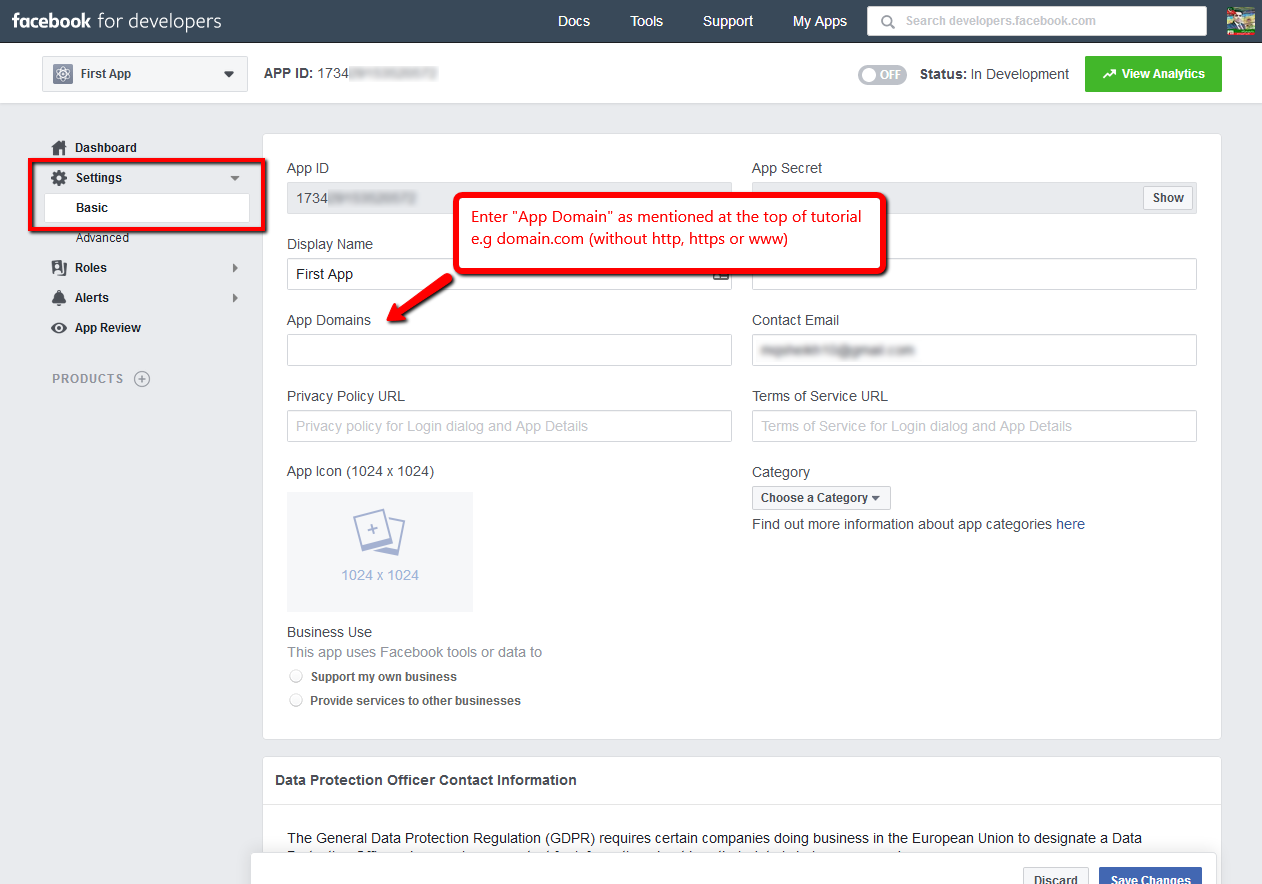 facebook for developers
Docs
Tools
Support
My Apps
Search developers.facebook.com
First App
APP ID: 1734
OFF
Status: In Development
View Analytics
Dashboard
Settings
Basic
Advanced
Roles
Alerts
App Review
PRODUCTS
App ID
App Secret
1734
Show
Enter "App Domain" as mentioned at the top of tutorial
e.g domain.com (without http, https or www)
Display Name
First App
App Domains
Contact Email
Privacy Policy URL
Terms of Service URL
Privacy policy for Login dialog and App Details
Terms of Service for Login dialog and App Details
App Icon (1024 x 1024)
Category
Choose a Category
Find out more information about app categories here
1024 x 1024
Business Use
This app uses Facebook tools or data to
Support my own business
Provide services to other businesses
Data Protection Officer Contact Information
The General Data Protection Regulation (GDPR) requires certain companies doing business in the European Union to designate a Data
Discard
Save Changes